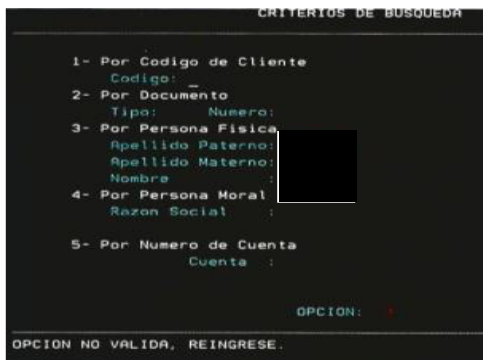 CRITERIOS DE BUSQUEDA
1- Por Codigo de Cliente
Codigo: _
2- Por Documento
Tipo: Numero:
3- Por Persona Fisica
Apellido Paterno:
Apellido Materno:
Nombre :
4- Por Persona Moral
Razon Social :
5- Por Numero de Cuenta
Cuenta :
OPCION:
OPCION NO VALIDA, REINGRESE.